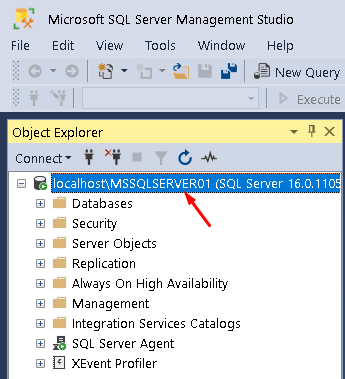 Microsoft SQL Server Management Studio
File Edit View Tools Window Help
New Query
Execute
Object Explorer
Connect
localhost\MSSQLSERVER01 (SQL Server 16.0.1105
Databases
Security
Server Objects
Replication
Always On High Availability
Management
Integration Services Catalogs
SQL Server Agent
XEvent Profiler